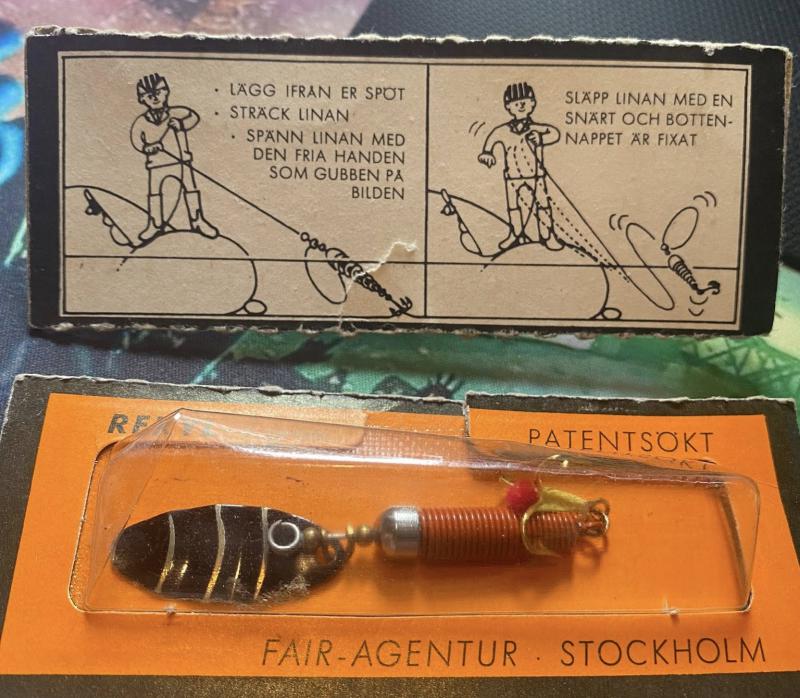 · LÄGG IFRÅN ER SPÖT
· STRÄCK LINAN
· SPÄNN LINAN MED
DEN FRIA HANDEN
SOM GUBBEN PÅ
BILDEN
SLÄPP LINAN MED EN
SNÄRT OCH BOTTEN-
NAPPET ÄR FIXAT
PATENTSÖKT
FAIR-AGENTUR · STOCKHOLM